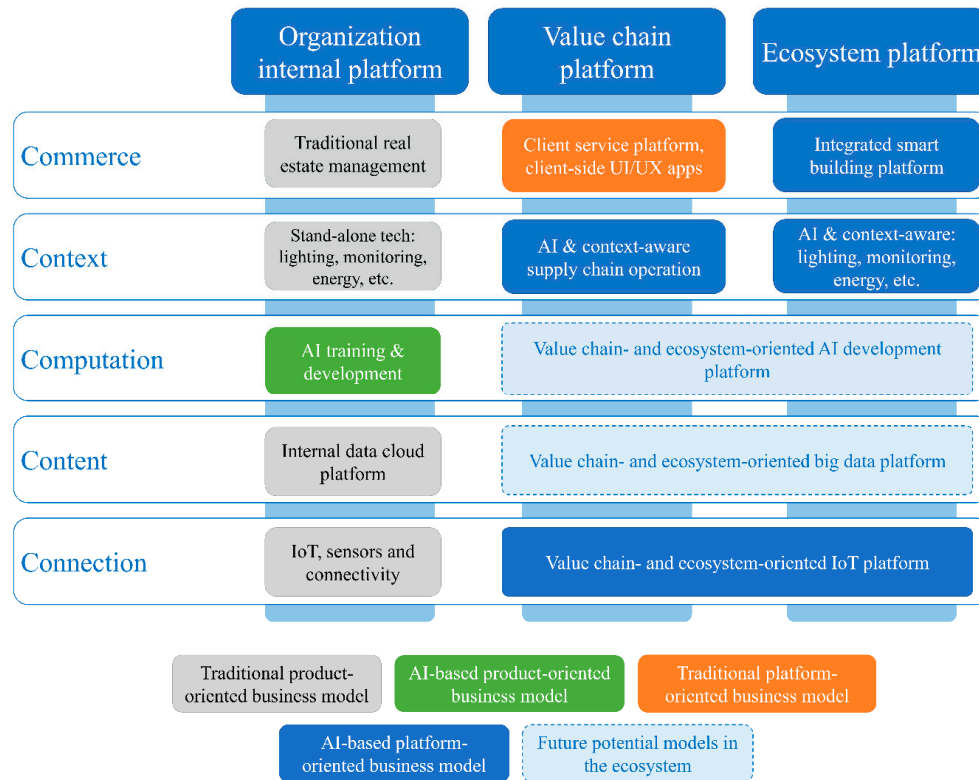 Organization
internal platform
Value chain
platform
Ecosystem platform
Commerce
Traditional real
estate management
Client service platform,
client-side UI/UX apps
Integrated smart
building platform
Context
Stand-alone tech:
lighting, monitoring,
energy, etc.
AI & context-aware
supply chain operation
AI & context-aware:
lighting, monitoring,
energy, etc.
Computation
AI training &
development
Value chain- and ecosystem-oriented AI development
platform
Content
Internal data cloud
platform
Value chain- and ecosystem-oriented big data platform
Connection
IoT, sensors and
connectivity
Value chain- and ecosystem-oriented IoT platform
Traditional product-
oriented business model
AI-based product-oriented
business model
Traditional platform-
oriented business model
AI-based platform-
oriented business model
Future potential models in
the ecosystem